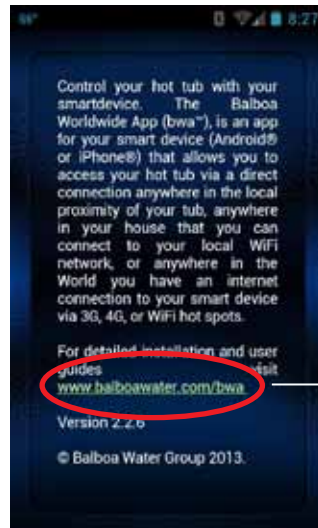 8:27
Control your hot tub with your
smartdevice. The Balboa
Worldwide App (bwa™), is an app
for your smart device (Android®
or iPhone®) that allows you to
access your hot tub via a direct
connection anywhere in the local
proximity of your tub, anywhere
in your house that you can
connect to your local WiFi
network, or anywhere in the
World you have an internet
connection to your smart device
via 3G, 4G, or WiFi hot spots.
For detailed installation and user
guides visit
www.balboawater.com/bwa
Version 2.2.6
© Balboa Water Group 2013.